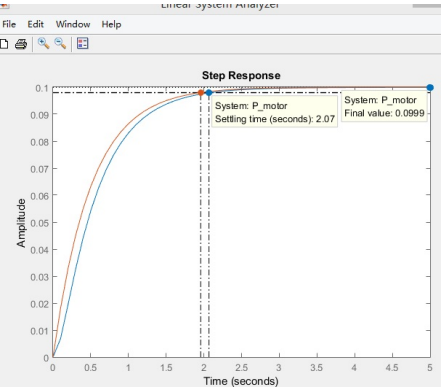 Linear System Analyzer
File Edit Window Help
Step Response
System: P_motor
Settling time (seconds): 2.07
System: P_motor
Final value: 0.0999
Amplitude
0.1
0.09
0.08
0.07
0.06
0.05
0.04
0.03
0.02
0.01
0
0 0.5 1 1.5 2 2.5 3 3.5 4 4.5 5
Time (seconds)